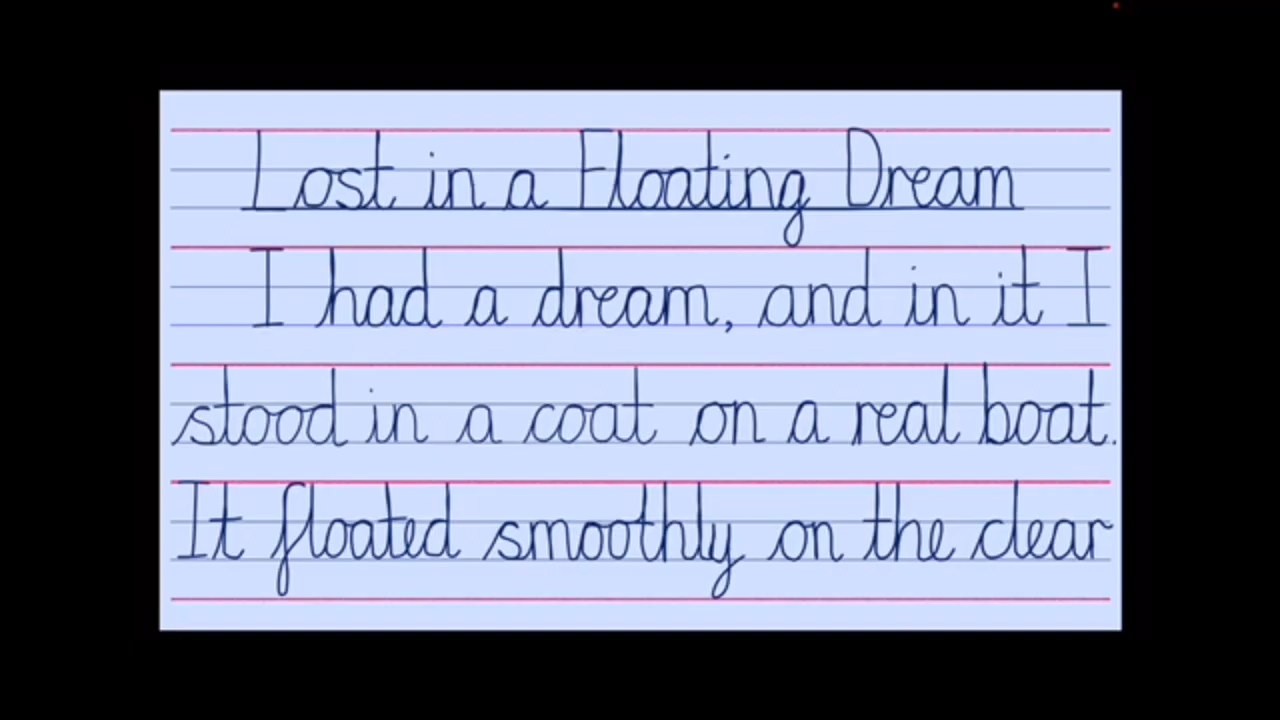 Lost in a Floating Dream
I had a dream, and in it I
stood in a coat on a real boat.
It floated smoothly on the clear